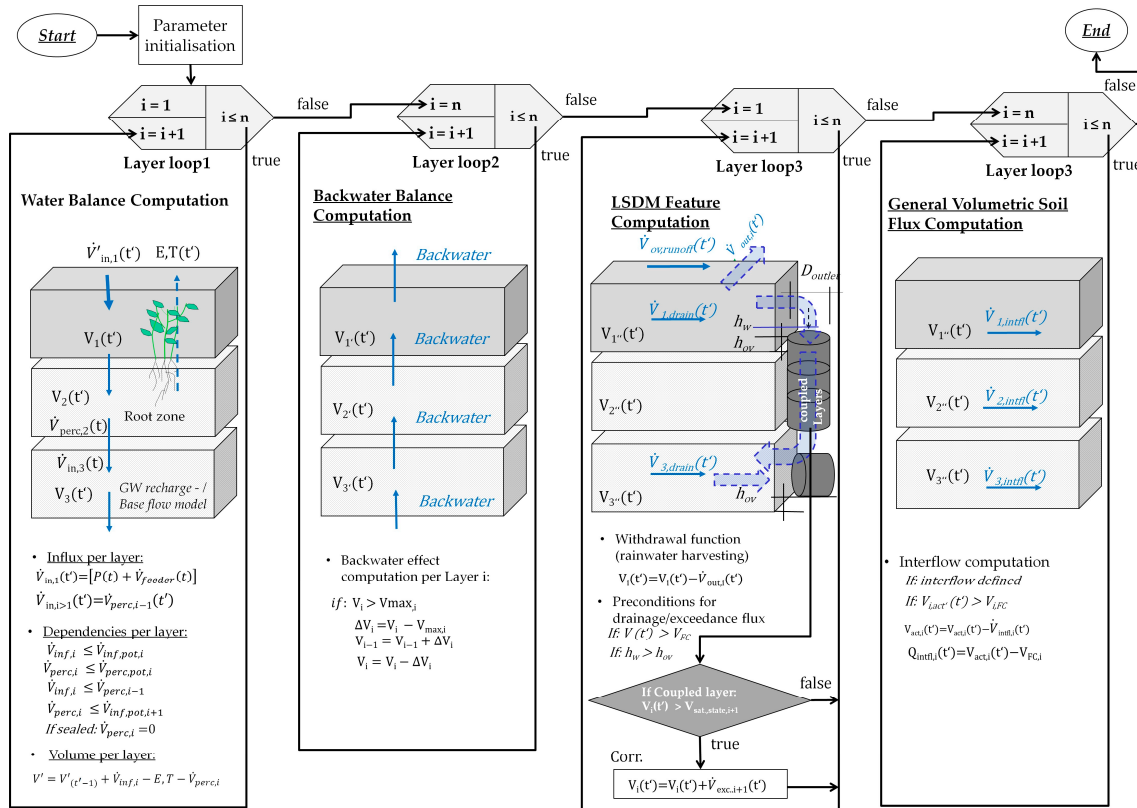 Start
Parameter
initialisation
End
i = 1
i = i+1
i ≤ n
false
true
Layer loop1
i = n
i = i+1
i ≤ n
false
true
Layer loop2
i = 1
i = i+1
i ≤ n
false
true
Layer loop3
i = n
i = i+1
i ≤ n
false
true
Layer loop3
Water Balance Computation
V̇'in,1(t‘) E,T(t‘)
V1(t‘)
V2(t‘)
Root zone
V̇perc,2(t)
V̇in,3(t)
V3(t‘)
GW recharge - /
Base flow model
• Influx per layer:
V̇in,1(t‘)=[P(t) + V̇feeder(t)]
V̇in,i>1(t‘)=V̇perc,i−1(t′)
• Dependencies per layer:
V̇inf,i ≤ V̇inf,pot,i
V̇perc,i ≤ V̇perc,pot,i
V̇inf,i ≤ V̇perc,i−1
V̇perc,i ≤ V̇inf,pot,i+1
If sealed: V̇perc,i =0
• Volume per layer:
V′ = V′(t′−1) + V̇inf,i − E,T − V̇perc,i
Backwater Balance
Computation
Backwater
V1‘(t‘)
Backwater
V2‘(t‘)
Backwater
V3‘(t‘)
Backwater
• Backwater effect
computation per Layer i:
if: Vi > Vmax,i
ΔVi =Vi − Vmax,i
Vi−1 = Vi−1 + ΔVi
Vi = Vi − ΔVi
LSDM Feature
Computation
V̇ov,runoff(t‘)
V̇out,i(t‘)
Doutler
V̇1,drain(t‘)
hw
V1‘‘(t‘)
hov
V2‘‘(t‘)
coupled
Layers
V̇3,drain(t‘)
V3‘‘(t‘)
hov
• Withdrawal function
(rainwater harvesting)
Vi(t‘)=Vi(t‘)−V̇out,i(t‘)
• Preconditions for
drainage/exceedance flux
If: V(t‘) > VFC
If: hw > hov
If Coupled layer:
Vi(t‘) > Vsat.,state,i+1
false
true
Corr.
Vi(t‘)=Vi(t‘)+V̇exc.,i+1(t‘)
General Volumetric Soil
Flux Computation
V1‘‘(t‘)
V̇1,intfl(t‘)
V2‘‘(t‘)
V̇2,intfl(t‘)
V3‘‘(t‘)
V̇3,intfl(t‘)
• Interflow computation
If: interflow defined
If: Vi,act‘(t‘) > Vi,FC
Vact,i(t‘)=Vact,i(t‘)−V̇intfl,i(t‘)
Qintfl,i(t‘)=Vact,i(t‘)−VFC,i